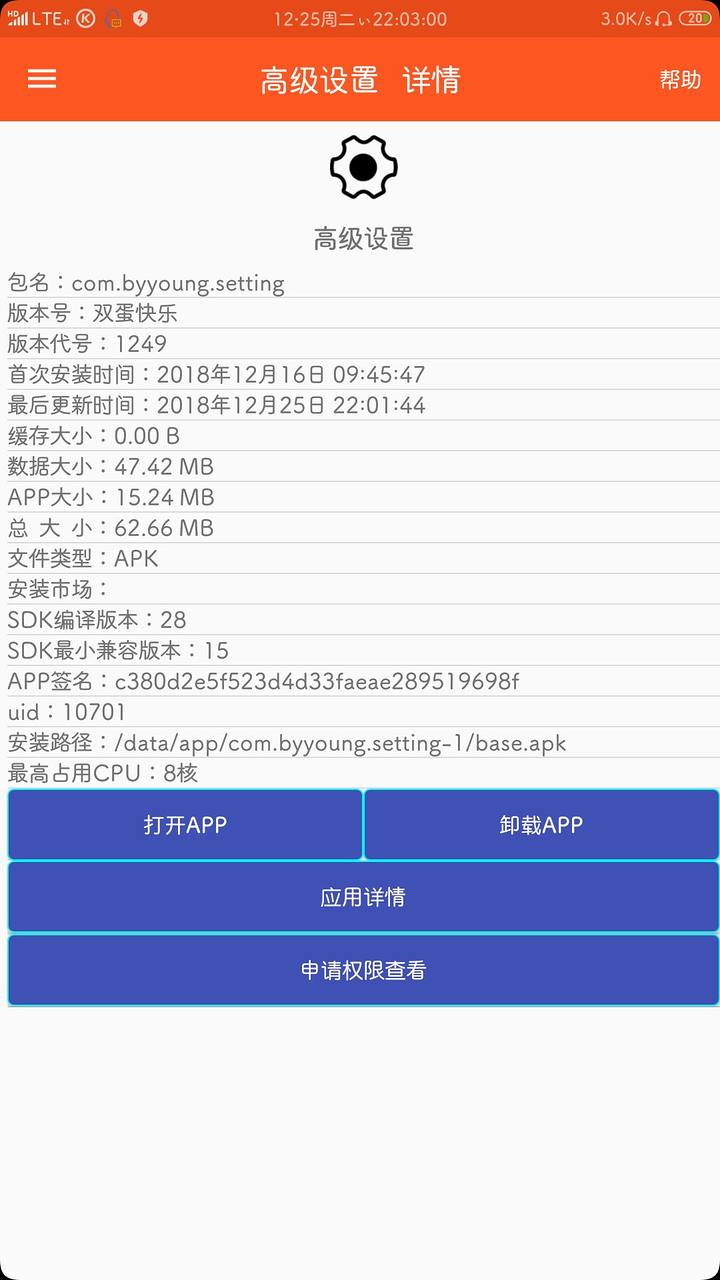 HD LTE K 12·25周二 ぃ22:03:00 3.0K/s 20
高级设置 详情 帮助
高级设置
包名：com.byyoung.setting
版本号：双蛋快乐
版本代号：1249
首次安装时间：2018年12月16日 09:45:47
最后更新时间：2018年12月25日 22:01:44
缓存大小：0.00 B
数据大小：47.42 MB
APP大小：15.24 MB
总 大 小：62.66 MB
文件类型：APK
安装市场：
SDK编译版本：28
SDK最小兼容版本：15
APP签名：c380d2e5f523d4d33faeae289519698f
uid：10701
安装路径：/data/app/com.byyoung.setting-1/base.apk
最高占用CPU：8核
打开APP 卸载APP
应用详情
申请权限查看